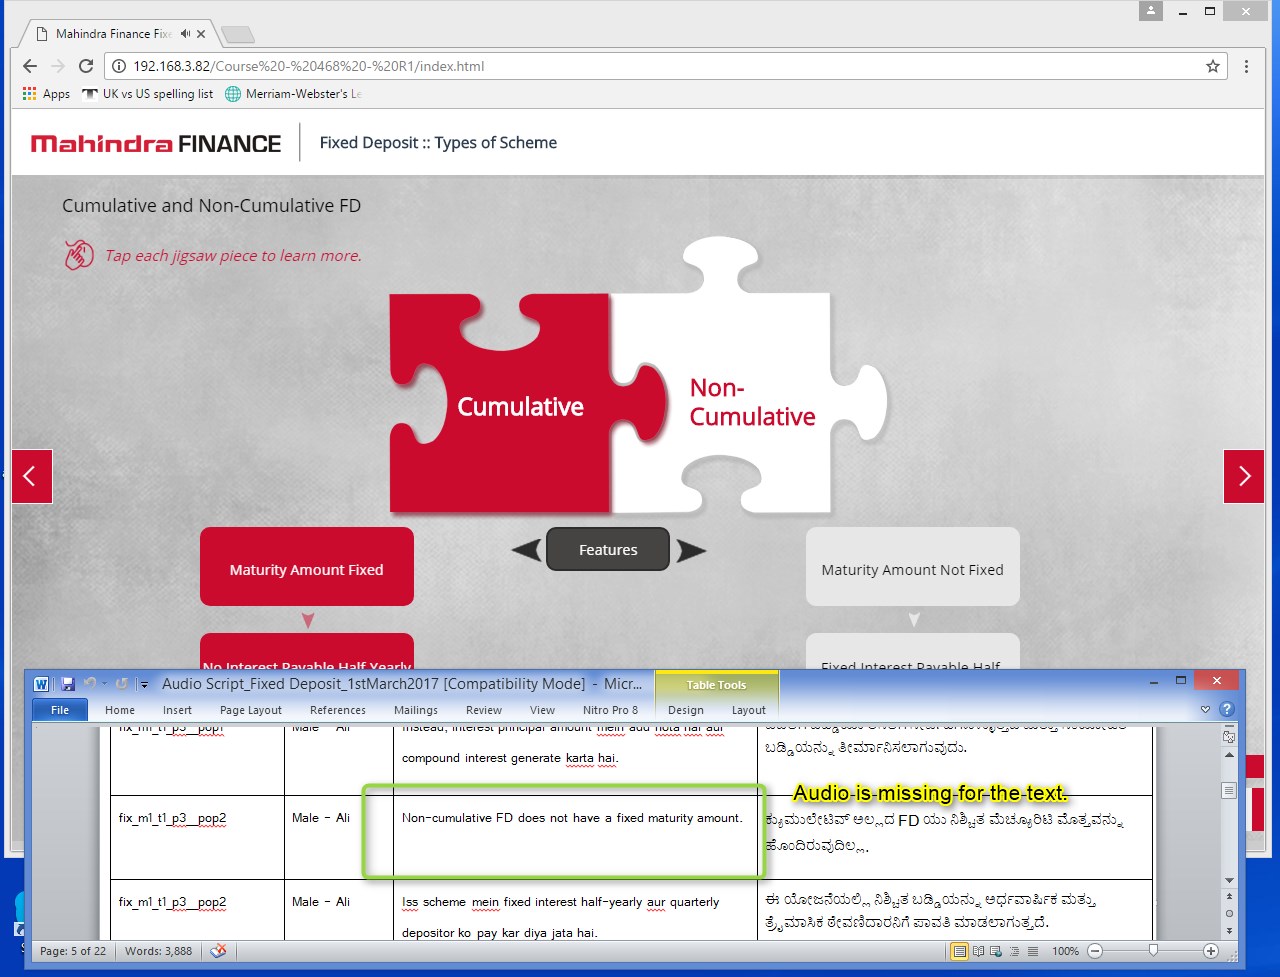 Mahindra Finance Fixe
192.168.3.82/Course%20-%20468%20-%20R1/index.html
Apps UK vs US spelling list Merriam-Webster's Le
Mahindra FINANCE Fixed Deposit :: Types of Scheme
Cumulative and Non-Cumulative FD
Tap each jigsaw piece to learn more.
Cumulative
Non-
Cumulative
Features
Maturity Amount Fixed
Maturity Amount Not Fixed
No Interest Payable Half Yearly
Fixed Interest Payable Half
Audio Script_Fixed Deposit_1stMarch2017 [Compatibility Mode] - Micr...
Table Tools
File Home Insert Page Layout References Mailings Review View Nitro Pro 8 Design Layout
fix_m1_t1_p3__pop1 Male - Ali Instead, interest principal amount mein add hota hai aur
compound interest generate karta hai.
ಬಡ್ಡಿಯನ್ನು ತೀರ್ಮಾನಿಸಲಾಗುವುದು.
Audio is missing for the text.
fix_m1_t1_p3__pop2 Male - Ali Non-cumulative FD does not have a fixed maturity amount.
ಕ್ಯುಮುಲೇಟಿವ್ ಅಲ್ಲದ FD ಯು ನಿಶ್ಚಿತ ಮೆಚ್ಯೂರಿಟಿ ಮೊತ್ತವನ್ನು
ಹೊಂದಿರುವುದಿಲ್ಲ.
fix_m1_t1_p3__pop2 Male - Ali Iss scheme mein fixed interest half-yearly aur quarterly
depositor ko pay kar diya jata hai.
ಈ ಯೋಜನೆಯಲ್ಲಿ ನಿಶ್ಚಿತ ಬಡ್ಡಿಯನ್ನು ಅರ್ಧವಾರ್ಷಿಕ ಮತ್ತು
ತ್ರೈಮಾಸಿಕ ಠೇವಣಿದಾರನಿಗೆ ಪಾವತಿ ಮಾಡಲಾಗುತ್ತದೆ.
Page: 5 of 22 Words: 3,888 100%